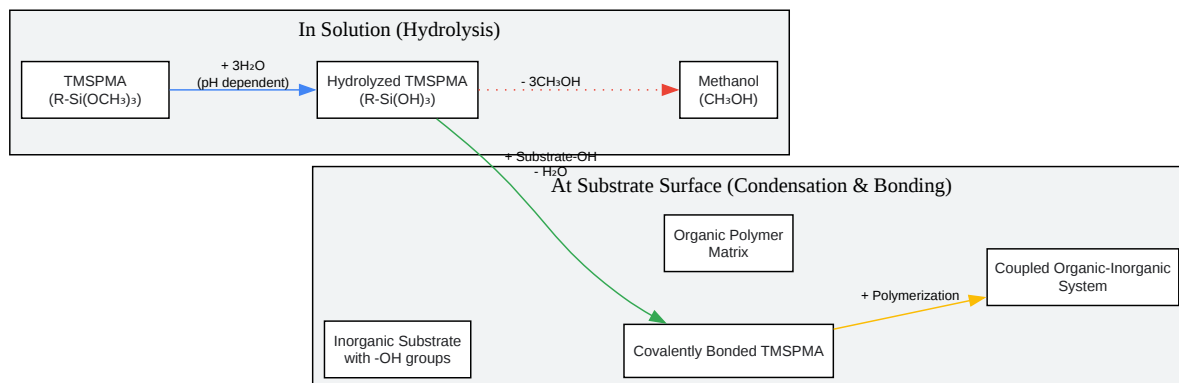 In Solution (Hydrolysis)
TMSPMA
(R-Si(OCH₃)₃)
+ 3H₂O
(pH dependent)
Hydrolyzed TMSPMA
(R-Si(OH)₃)
- 3CH₃OH
Methanol
(CH₃OH)
+ Substrate-OH
- H₂O
At Substrate Surface (Condensation & Bonding)
Organic Polymer
Matrix
Coupled Organic-Inorganic
System
+ Polymerization
Inorganic Substrate
with -OH groups
Covalently Bonded TMSPMA